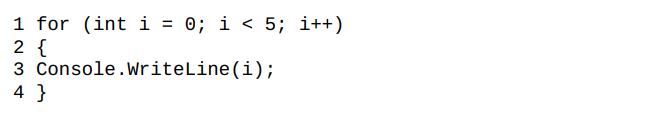 1 for (int i = 0; i < 5; i++)
2 {
3 Console.WriteLine(i);
4 }